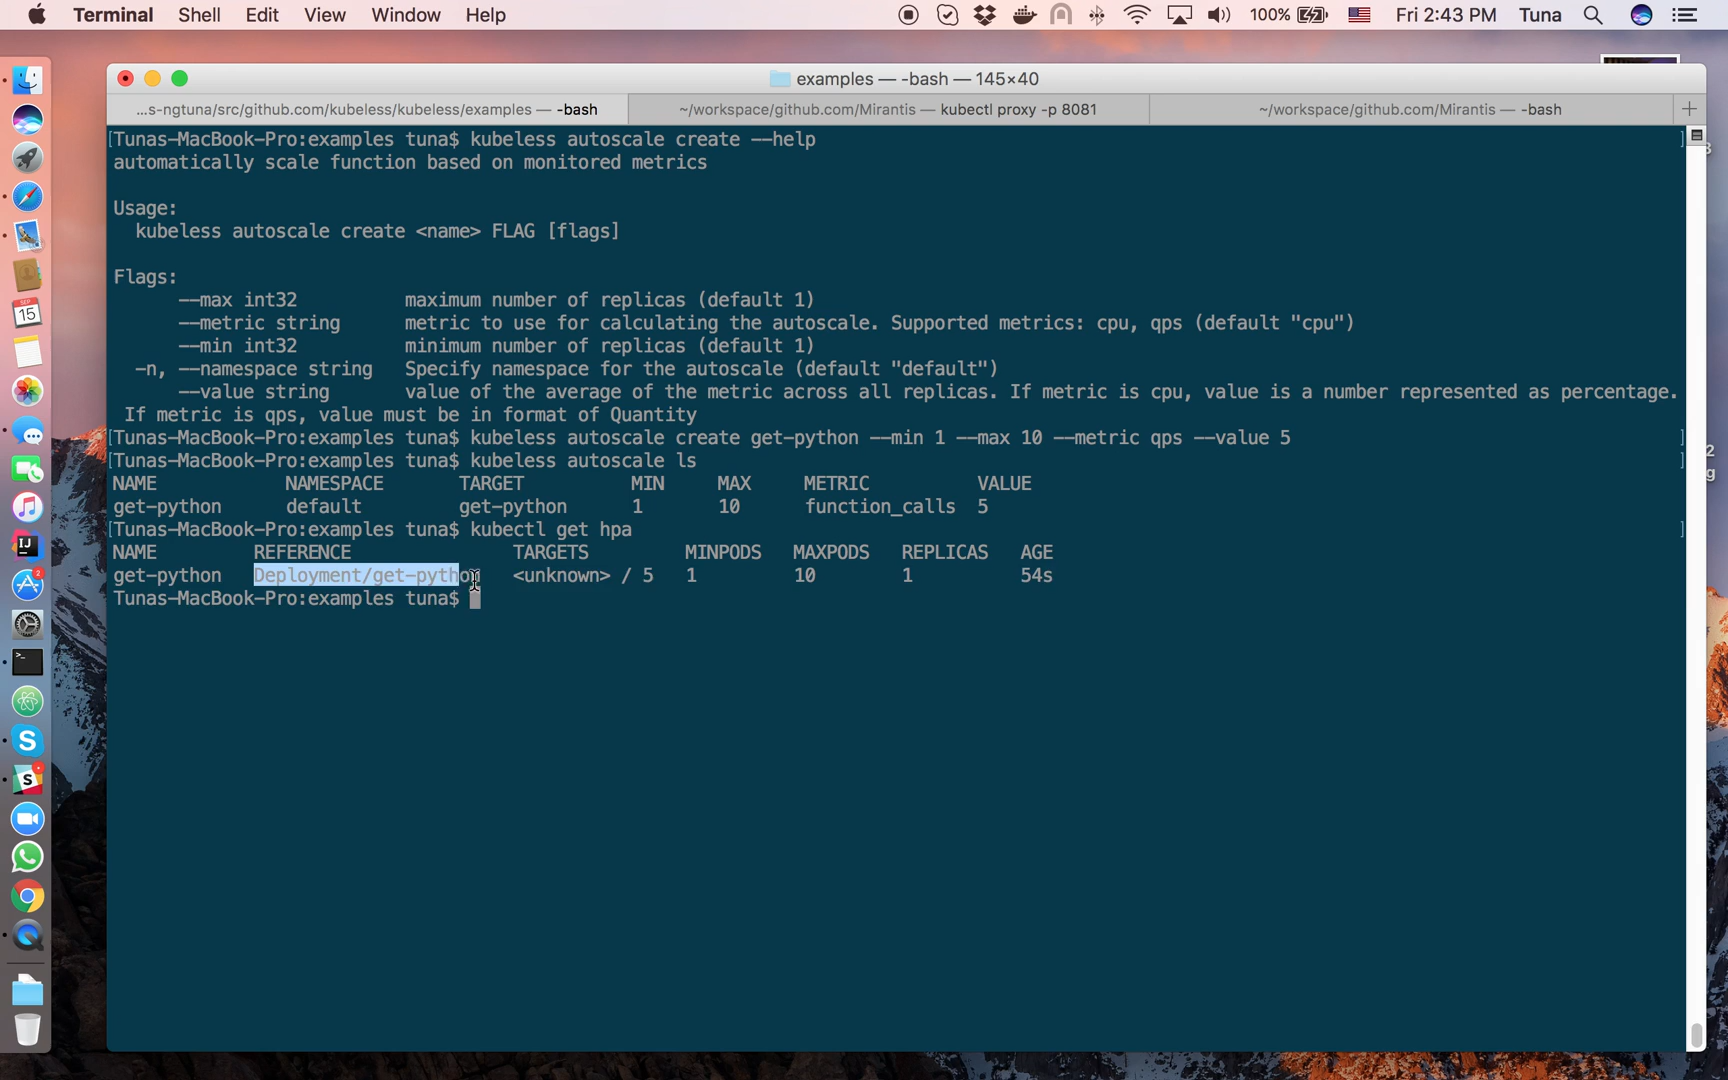 Terminal Shell Edit View Window Help 100% Fri 2:43 PM Tuna
examples — -bash — 145×40
...s-ngtuna/src/github.com/kubeless/kubeless/examples — -bash ~/workspace/github.com/Mirantis — kubectl proxy -p 8081 ~/workspace/github.com/Mirantis — -bash
[Tunas-MacBook-Pro:examples tuna$ kubeless autoscale create --help ]
automatically scale function based on monitored metrics
Usage:
kubeless autoscale create <name> FLAG [flags]
Flags:
--max int32 maximum number of replicas (default 1)
--metric string metric to use for calculating the autoscale. Supported metrics: cpu, qps (default "cpu")
--min int32 minimum number of replicas (default 1)
-n, --namespace string Specify namespace for the autoscale (default "default")
--value string value of the average of the metric across all replicas. If metric is cpu, value is a number represented as percentage.
If metric is qps, value must be in format of Quantity
[Tunas-MacBook-Pro:examples tuna$ kubeless autoscale create get-python --min 1 --max 10 --metric qps --value 5 ]
[Tunas-MacBook-Pro:examples tuna$ kubeless autoscale ls ]
NAME NAMESPACE TARGET MIN MAX METRIC VALUE
get-python default get-python 1 10 function_calls 5
[Tunas-MacBook-Pro:examples tuna$ kubectl get hpa ]
NAME REFERENCE TARGETS MINPODS MAXPODS REPLICAS AGE
get-python Deployment/get-python <unknown> / 5 1 10 1 54s
Tunas-MacBook-Pro:examples tuna$
SEP
15
IJ
2